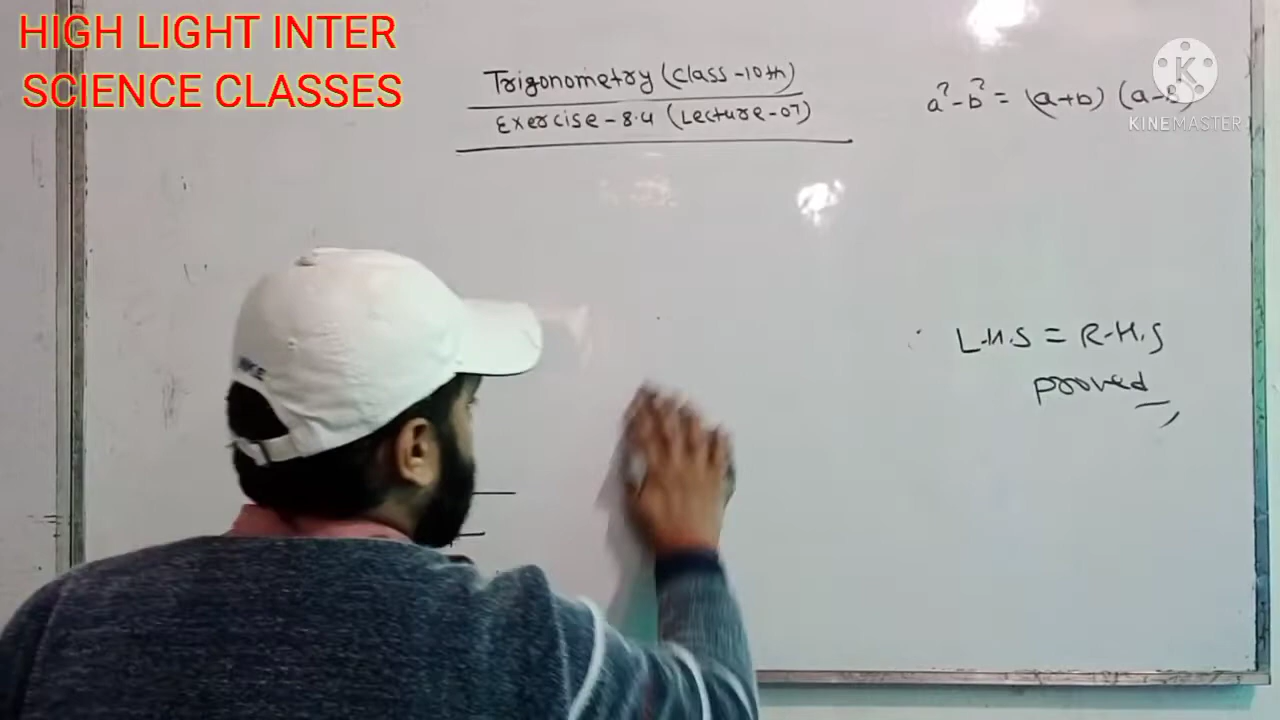 HIGH LIGHT INTER
SCIENCE CLASSES
Trigonometry (Class-10th)
Exercise-8.4 (Lecture-07)
a²-b² = (a+b) (a-b
KINEMASTER
L.H.S = R.H.S
proved